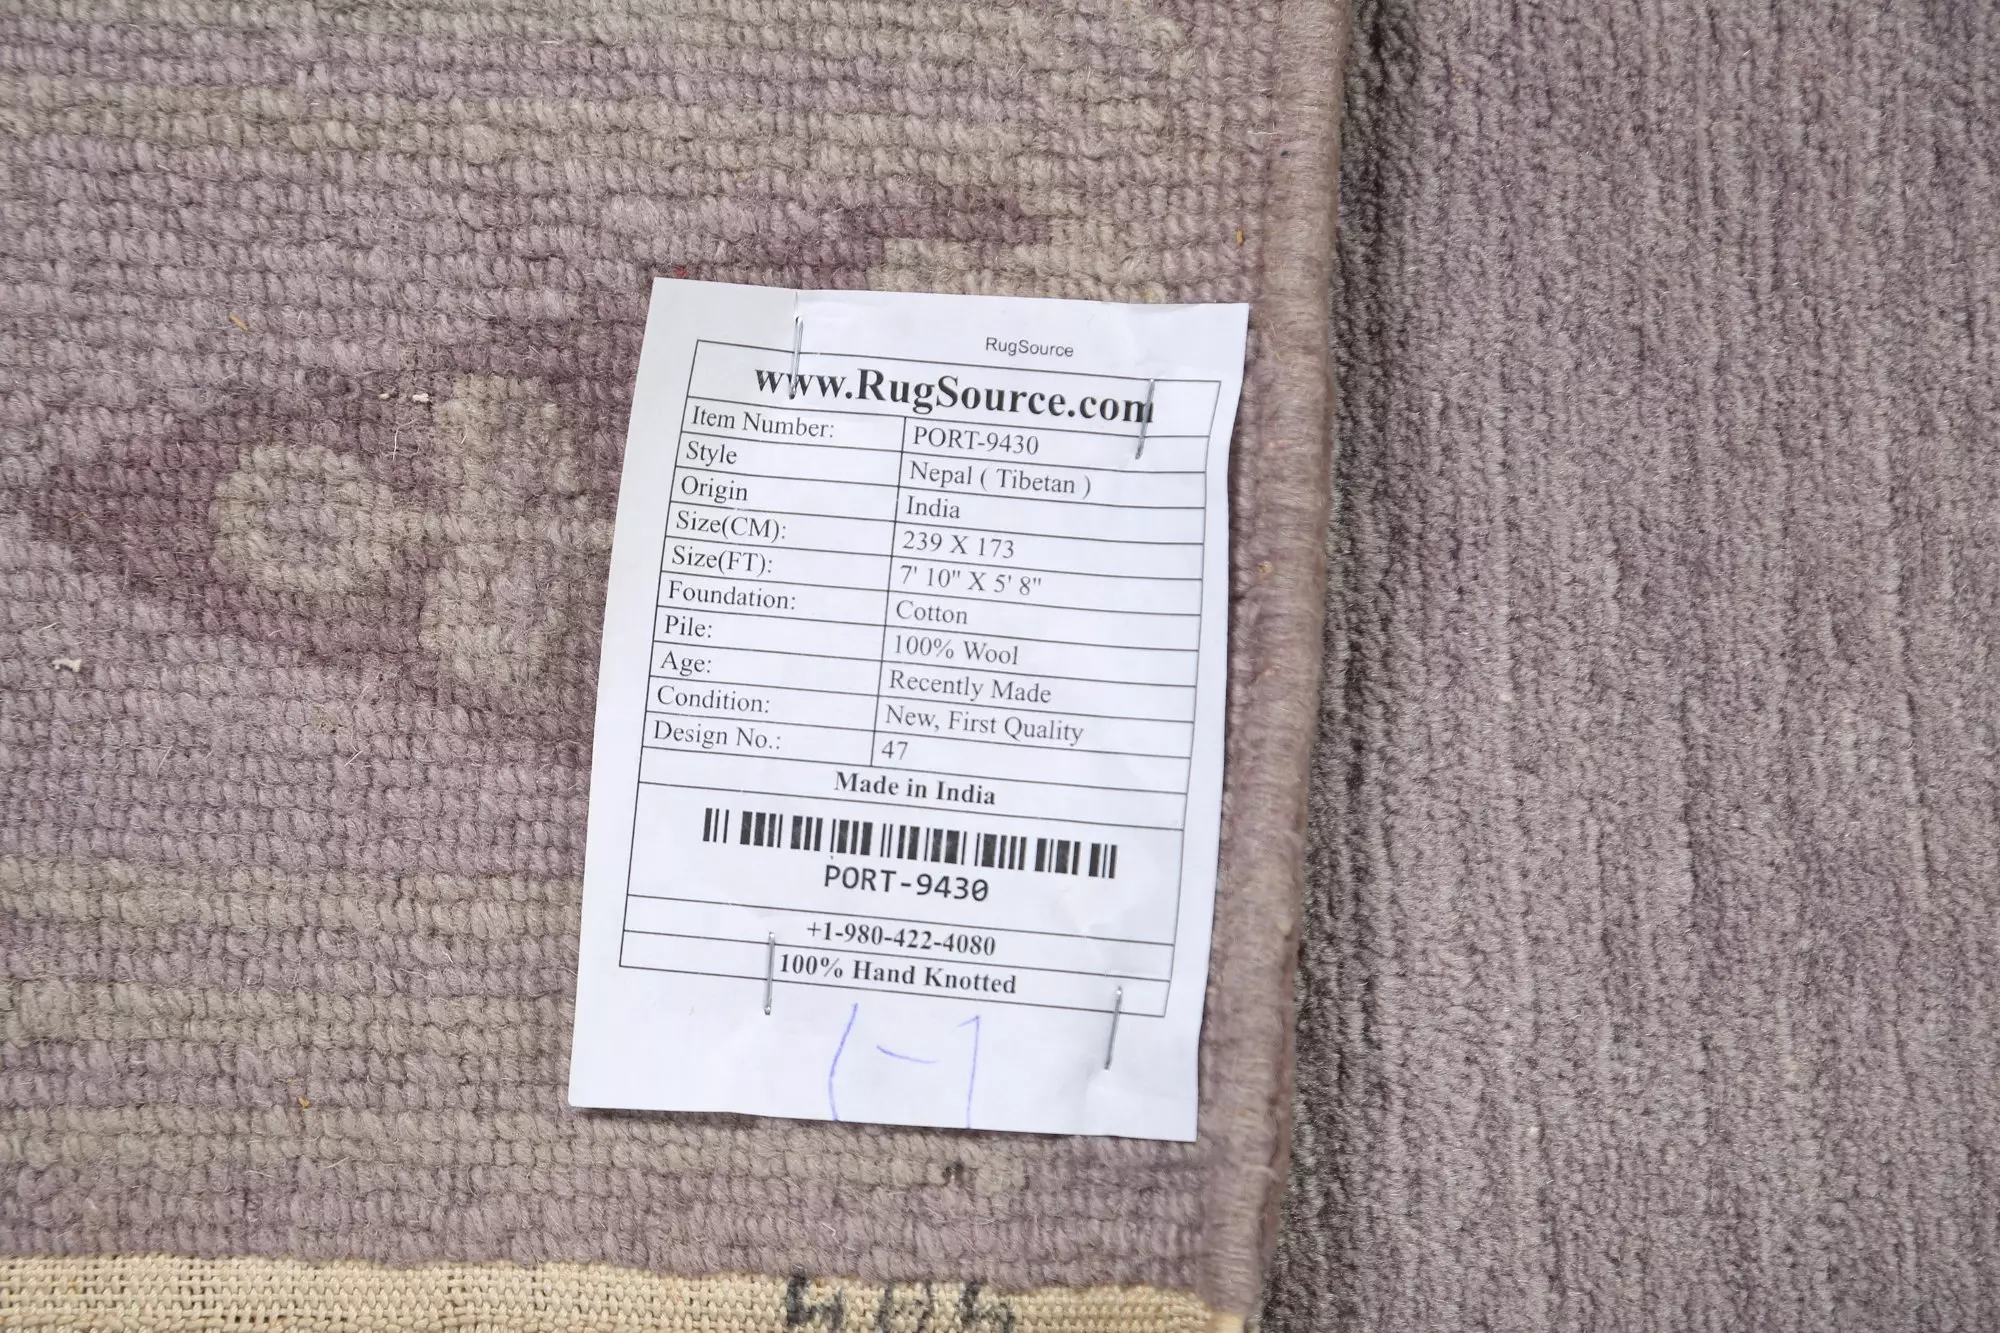 RugSource
www.RugSource.com
Item Number: PORT-9430
Style Nepal ( Tibetan )
Origin India
Size(CM): 239 X 173
Size(FT): 7' 10" X 5' 8"
Foundation: Cotton
Pile: 100% Wool
Age: Recently Made
Condition: New, First Quality
Design No.: 47
Made in India
PORT-9430
+1-980-422-4080
100% Hand Knotted
1-1